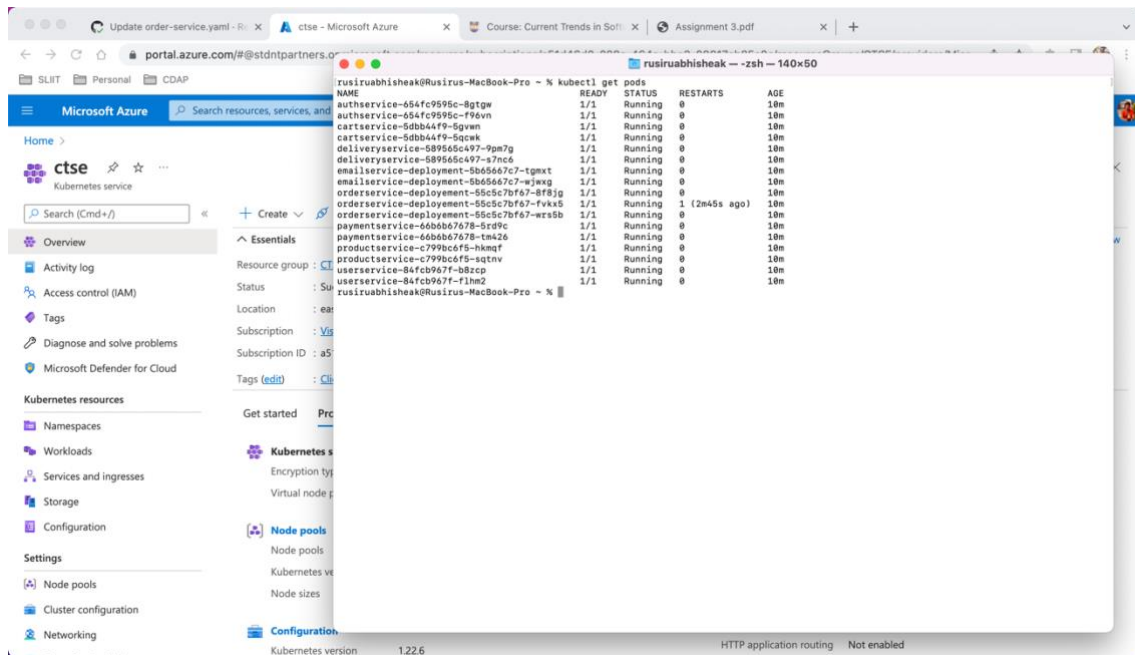 Update order-service.yaml - Re
ctse - Microsoft Azure
Course: Current Trends in Soft
Assignment 3.pdf
portal.azure.com/#@stdntpartners.o
SLIIT Personal CDAP
rusiruabhisheak — -zsh — 140×50
Microsoft Azure
Search resources, services, and
Home >
ctse
Kubernetes service
Search (Cmd+/)
Create
Overview
Activity log
Access control (IAM)
Tags
Diagnose and solve problems
Microsoft Defender for Cloud
Kubernetes resources
Namespaces
Workloads
Services and ingresses
Storage
Configuration
Settings
Node pools
Cluster configuration
Networking
Essentials
Resource group : CT
Status : Su
Location : eas
Subscription : Vis
Subscription ID : a5
Tags (edit) : Cli
Get started Pro
Kubernetes s
Encryption typ
Virtual node p
Node pools
Node pools
Kubernetes ve
Node sizes
Configuration
Kubernetes version 1.22.6
HTTP application routing Not enabled
rusiruabhisheak@Rusirus-MacBook-Pro ~ % kubectl get pods
NAME READY STATUS RESTARTS AGE
authservice-654fc9595c-8gtgw 1/1 Running 0 10m
authservice-654fc9595c-f96vn 1/1 Running 0 10m
cartservice-5dbb44f9-5gvwn 1/1 Running 0 10m
cartservice-5dbb44f9-5qcwk 1/1 Running 0 10m
deliveryservice-589565c497-9pm7g 1/1 Running 0 10m
deliveryservice-589565c497-s7nc6 1/1 Running 0 10m
emailservice-deployement-5b65667c7-tgmxt 1/1 Running 0 10m
emailservice-deployement-5b65667c7-wjwxg 1/1 Running 0 10m
orderservice-deployement-55c5c7bf67-8f8jg 1/1 Running 0 10m
orderservice-deployement-55c5c7bf67-fvkx5 1/1 Running 1 (2m45s ago) 10m
orderservice-deployement-55c5c7bf67-wrs5b 1/1 Running 0 10m
paymentservice-66b6b67678-5rd9c 1/1 Running 0 10m
paymentservice-66b6b67678-tm426 1/1 Running 0 10m
productservice-c799bc6f5-hkmqf 1/1 Running 0 10m
productservice-c799bc6f5-sqtnv 1/1 Running 0 10m
userservice-84fcb967f-b8zcp 1/1 Running 0 10m
userservice-84fcb967f-flhm2 1/1 Running 0 10m
rusiruabhisheak@Rusirus-MacBook-Pro ~ %